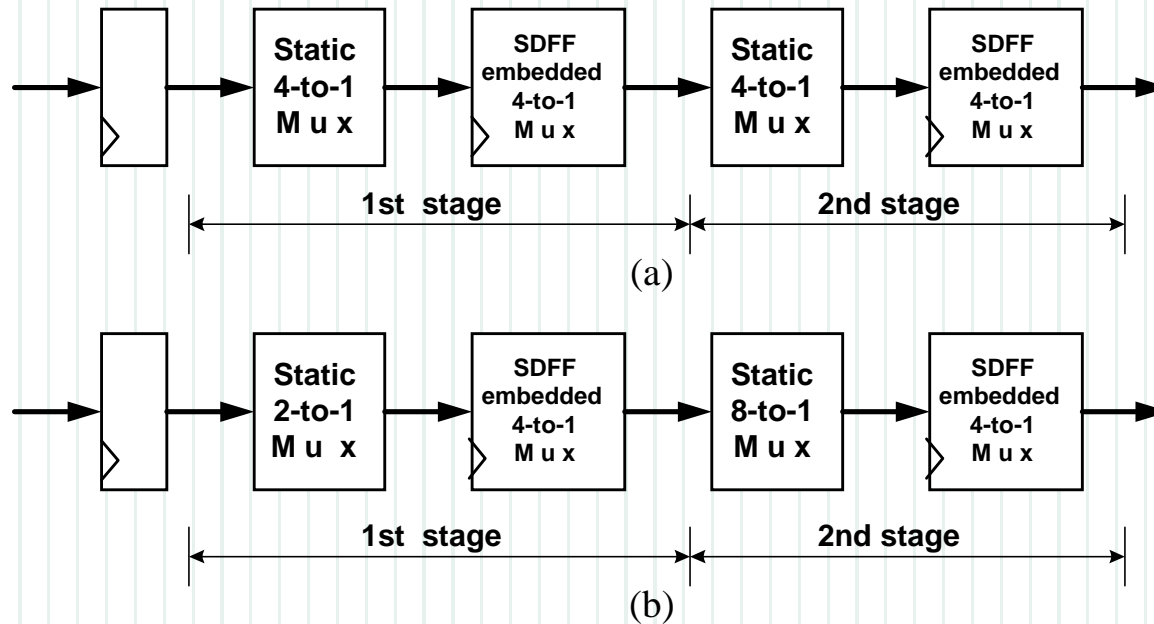 Static
4-to-1
M u x
SDFF
embedded
4-to-1
M u x
Static
4-to-1
M u x
SDFF
embedded
4-to-1
M u x
1st stage
2nd stage
(a)
Static
2-to-1
M u x
SDFF
embedded
4-to-1
M u x
Static
8-to-1
M u x
SDFF
embedded
4-to-1
M u x
1st stage
2nd stage
(b)